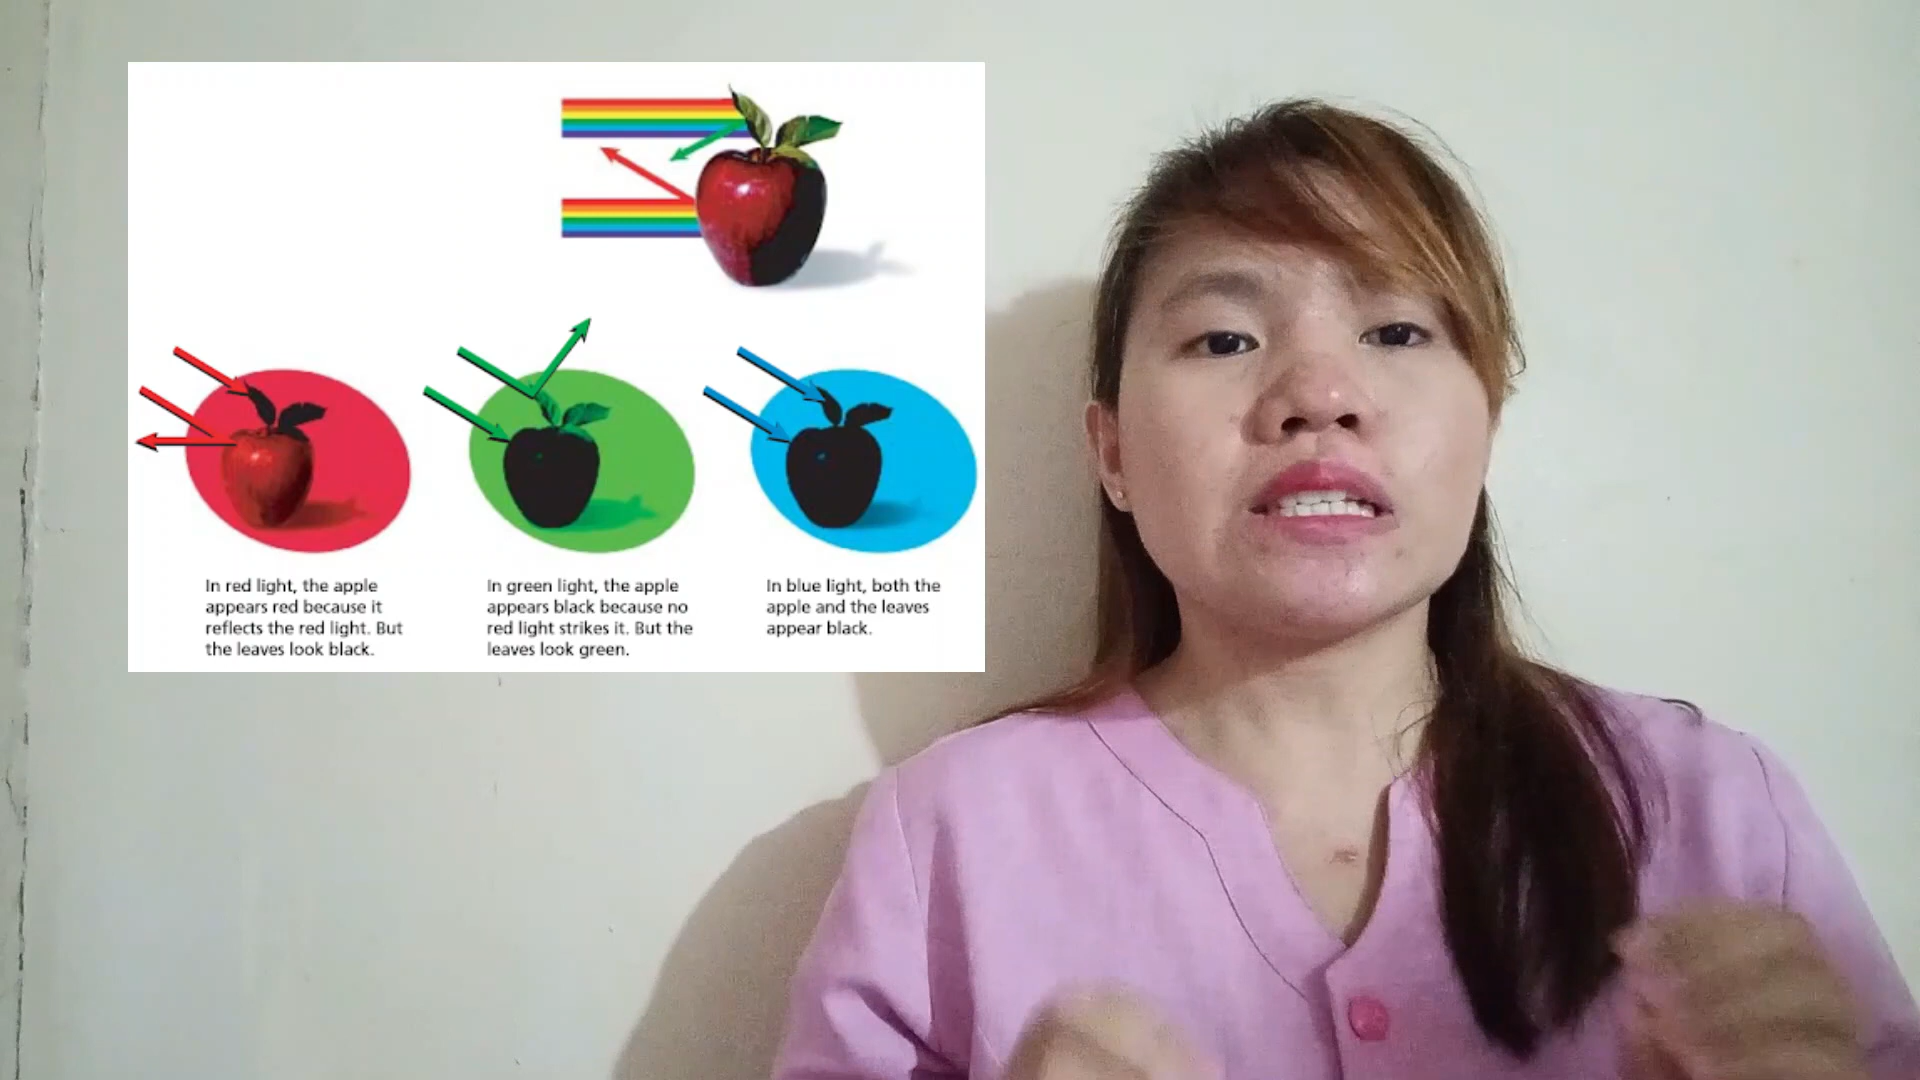 In red light, the apple
appears red because it
reflects the red light. But
the leaves look black.
In green light, the apple
appears black because no
red light strikes it. But the
leaves look green.
In blue light, both the
apple and the leaves
appear black.